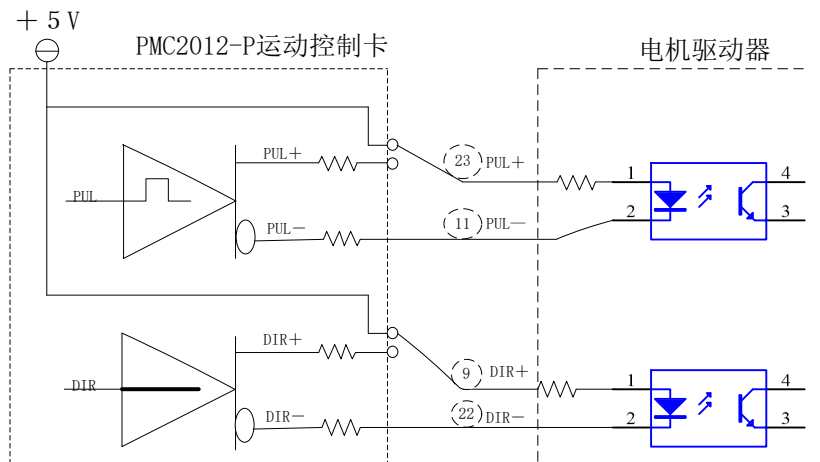 ＋5V
PMC2012-P运动控制卡
电机驱动器
PUL+
23
PUL+
1
4
PUL
11
PUL—
2
3
PUL—
DIR+
9
DIR+
1
4
DIR
22
DIR—
2
3
DIR—